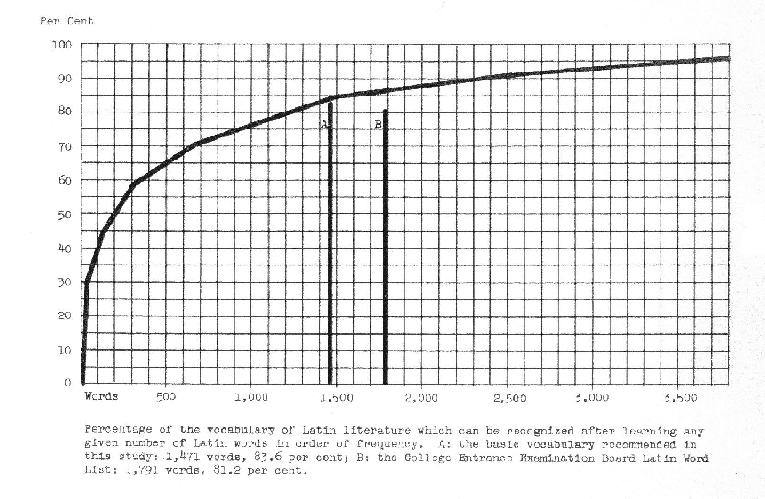 Per Cent
100
90
80
70
60
50
40
30
20
10
0
A
B
Words 500 1,000 1,500 2,000 2,500 3,000 3,500
Percentage of the vocabulary of Latin literature which can be recognized after learning any
given number of Latin words in order of frequency. A: the basic vocabulary recommended in
this study: 1,471 words, 83.6 per cent; B: the College Entrance Examination Board Latin Word
List: 1,791 words, 81.2 per cent.